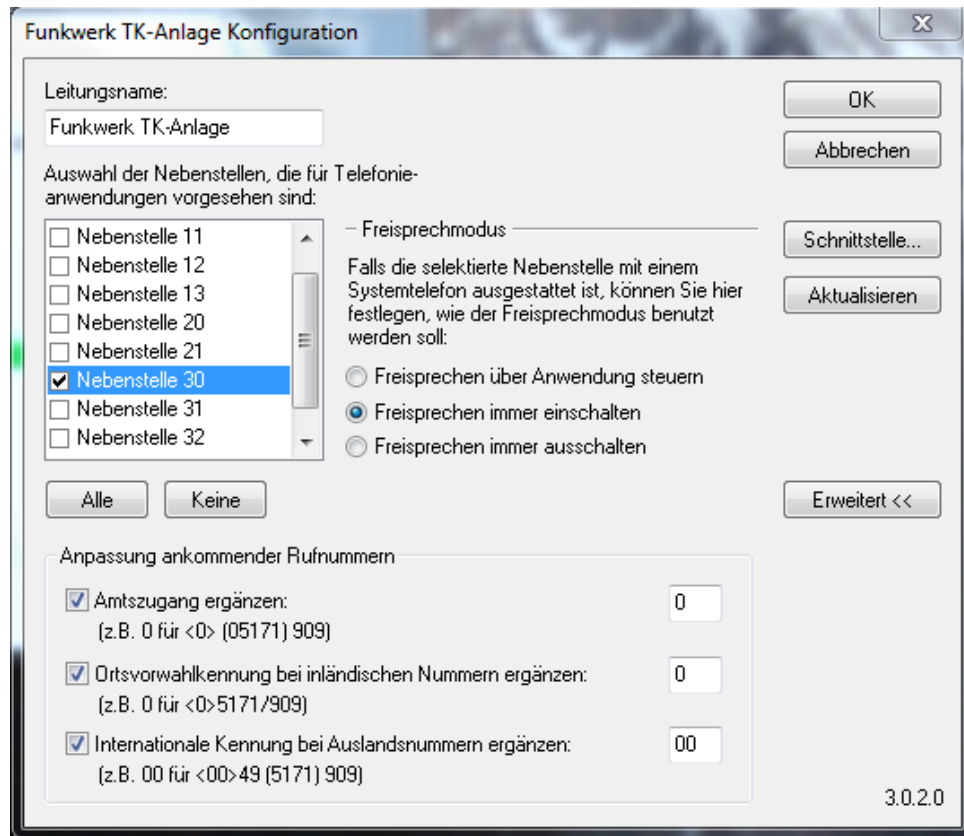 Funkwerk TK-Anlage Konfiguration
Leitungsname:
Funkwerk TK-Anlage
OK
Abbrechen
Auswahl der Nebenstellen, die für Telefonie-
anwendungen vorgesehen sind:
Nebenstelle 11
Nebenstelle 12
Nebenstelle 13
Nebenstelle 20
Nebenstelle 21
Nebenstelle 30
Nebenstelle 31
Nebenstelle 32
Freisprechmodus
Falls die selektierte Nebenstelle mit einem
Systemtelefon ausgestattet ist, können Sie hier
festlegen, wie der Freisprechmodus benutzt
werden soll:
Freisprechen über Anwendung steuern
Freisprechen immer einschalten
Freisprechen immer ausschalten
Schnittstelle...
Aktualisieren
Alle
Keine
Erweitert <<
Anpassung ankommender Rufnummern
Amtszugang ergänzen:
0
(z.B. 0 für <0> (05171) 909)
Ortsvorwahlkennung bei inländischen Nummern ergänzen:
0
(z.B. 0 für <0>5171/909)
Internationale Kennung bei Auslandsnummern ergänzen:
00
(z.B. 00 für <00>49 (5171) 909)
3.0.2.0